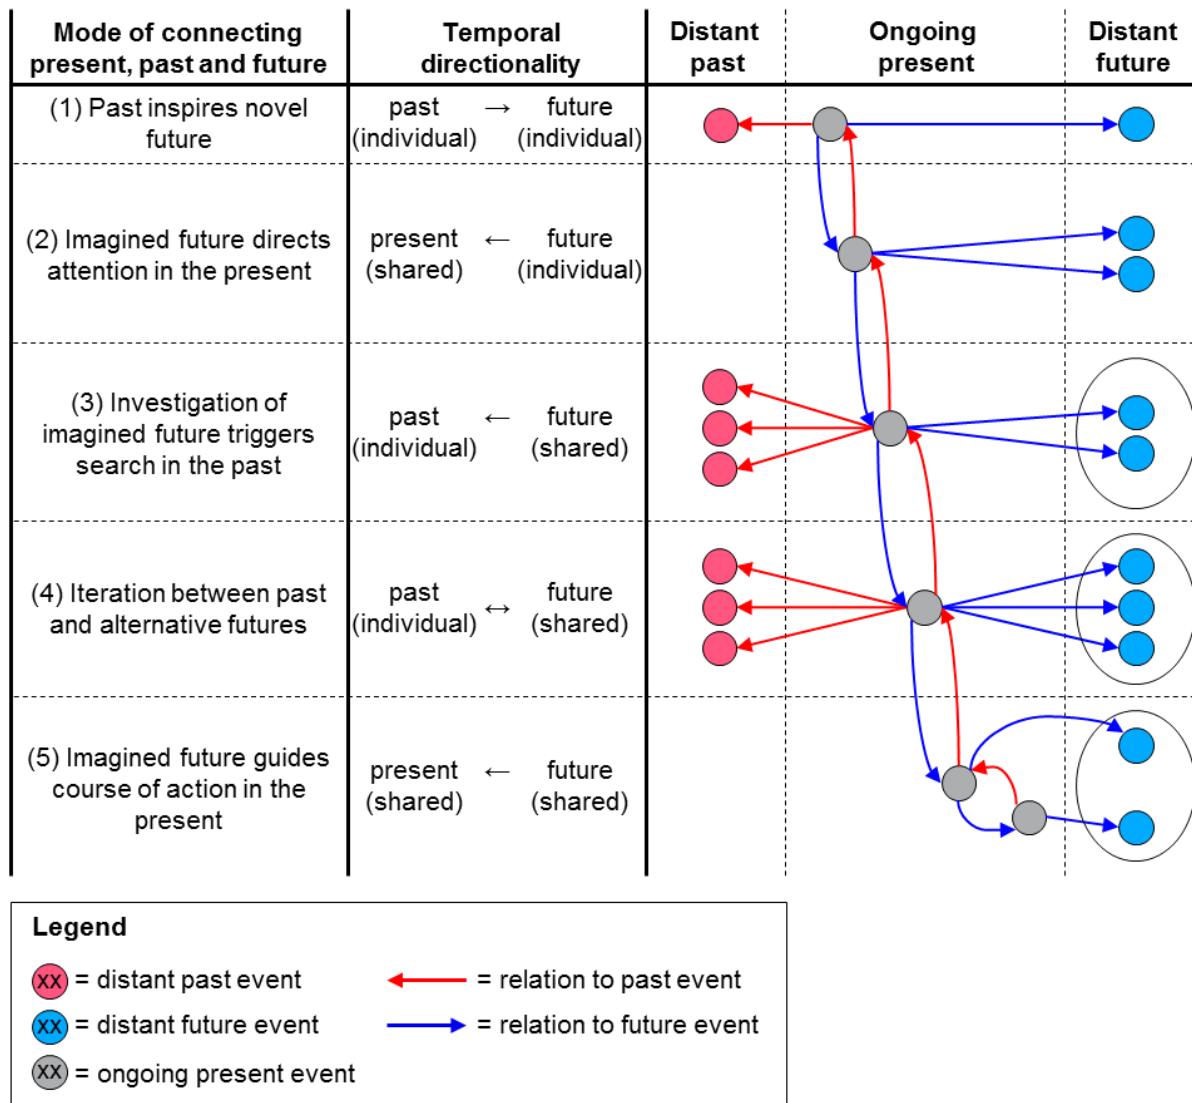 Mode of connecting
present, past and future
Temporal
directionality
Distant
past
Ongoing
present
Distant
future
(1) Past inspires novel
future
past → future
(individual) (individual)
(2) Imagined future directs
attention in the present
present ← future
(shared) (individual)
(3) Investigation of
imagined future triggers
search in the past
past ← future
(individual) (shared)
(4) Iteration between past
and alternative futures
past ↔ future
(individual) (shared)
(5) Imagined future guides
course of action in the
present
present ← future
(shared) (shared)
Legend
xx = distant past event
= relation to past event
xx = distant future event
= relation to future event
xx = ongoing present event